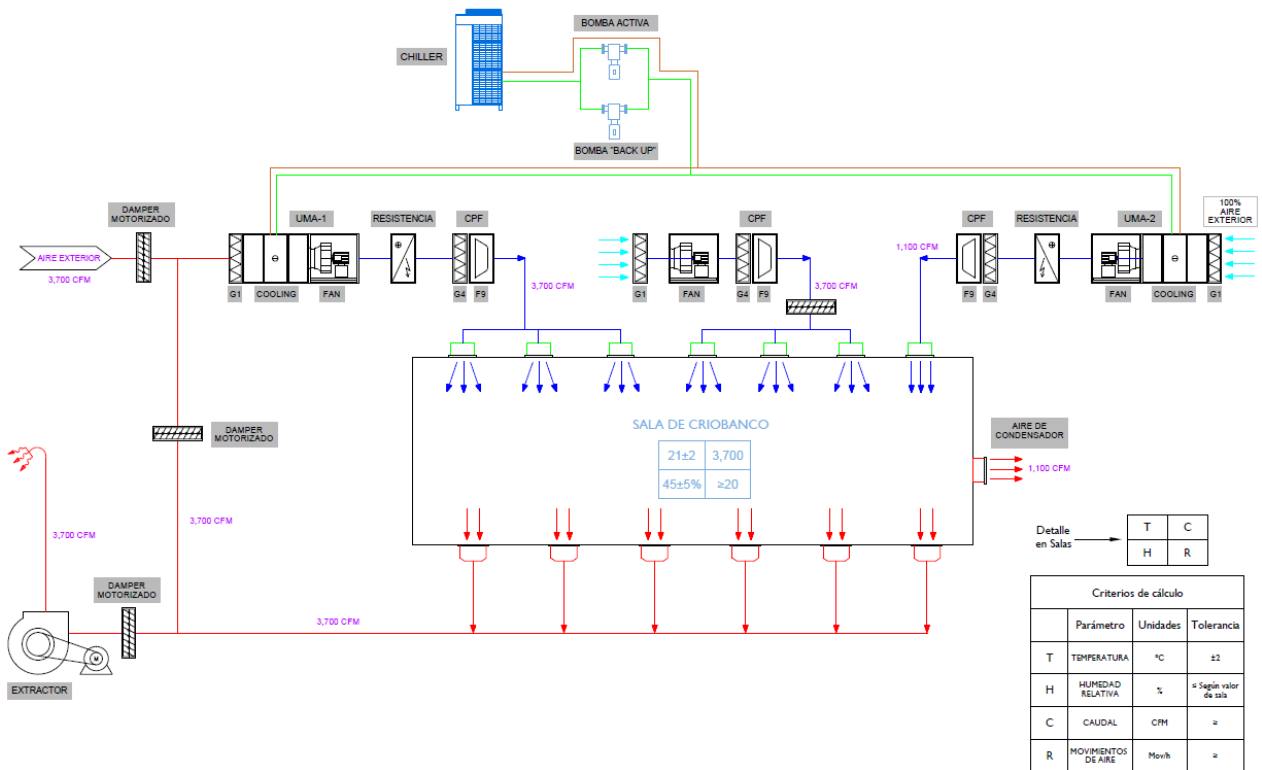 BOMBA ACTIVA
CHILLER
BOMBA "BACK UP"
DAMPER
MOTORIZADO
UMA-1
RESISTENCIA
CPF
CPF
CPF
RESISTENCIA
UMA-2
100%
AIRE
EXTERIOR
AIRE EXTERIOR
3,700 CFM
1,100 CFM
G1
COOLING
FAN
G4
F9
3,700 CFM
G1
FAN
G4
F9
3,700 CFM
F9
G4
FAN
COOLING
G1
SALA DE CRIOBANCO
21±2
3,700
45±5%
≥20
DAMPER
MOTORIZADO
AIRE DE
CONDENSADOR
1,100 CFM
3,700 CFM
3,700 CFM
DAMPER
MOTORIZADO
3,700 CFM
M
EXTRACTOR
Detalle
en Salas
T
C
H
R
Criterios de cálculo
Parámetro
Unidades
Tolerancia
T
TEMPERATURA
°C
±2
H
HUMEDAD
RELATIVA
%
Según valor
de sala
C
CAUDAL
CFM
R
MOVIMIENTOS
DE AIRE
Mov/h